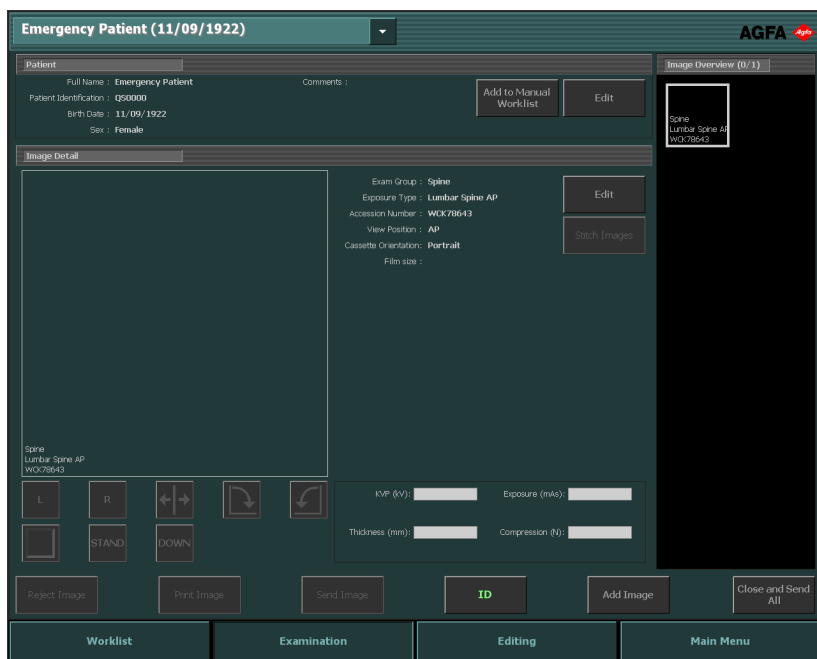 Emergency Patient (11/09/1922)
AGFA Agfa
Patient
Full Name : Emergency Patient
Comments :
Patient Identification : QS0000
Birth Date : 11/09/1922
Sex : Female
Add to Manual
Worklist
Edit
Image Overview (0/1)
Spine
Lumbar Spine AP
WCK78643
Image Detail
Exam Group : Spine
Exposure Type : Lumbar Spine AP
Accession Number : WCK78643
View Position : AP
Cassette Orientation: Portrait
Film size :
Edit
Stitch Images
Spine
Lumbar Spine AP
WCK78643
L
R
STAND
DOWN
KVP (kV):
Exposure (mAs):
Thickness (mm):
Compression (N):
Reject Image
Print Image
Send Image
ID
Add Image
Close and Send
All
Worklist
Examination
Editing
Main Menu